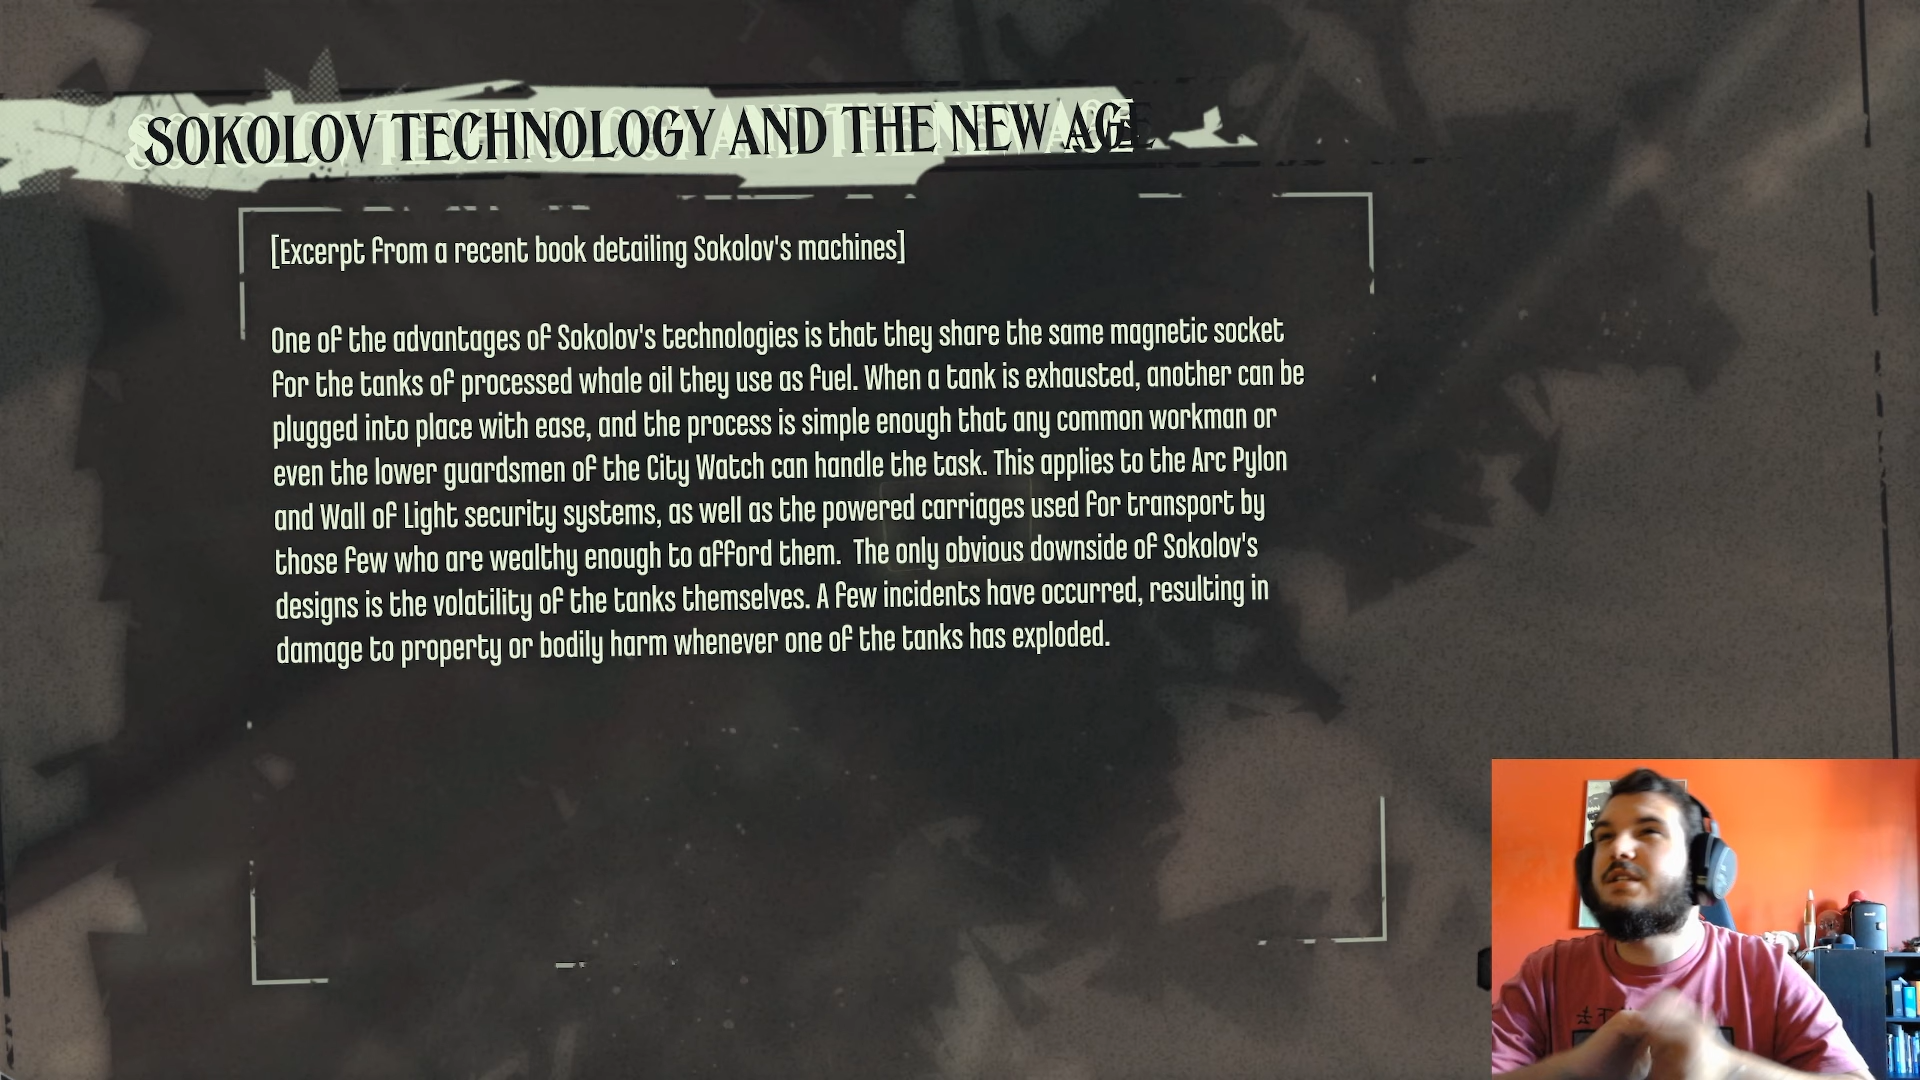 SOKOLOV TECHNOLOGY AND THE NEW AGE
[Excerpt from a recent book detailing Sokolov's machines]
One of the advantages of Sokolov's technologies is that they share the same magnetic socket
for the tanks of processed whale oil they use as fuel. When a tank is exhausted, another can be
plugged into place with ease, and the process is simple enough that any common workman or
even the lower guardsmen of the City Watch can handle the task. This applies to the Arc Pylon
and Wall of Light security systems, as well as the powered carriages used for transport by
those few who are wealthy enough to afford them.  The only obvious downside of Sokolov's
designs is the volatility of the tanks themselves. A few incidents have occurred, resulting in
damage to property or bodily harm whenever one of the tanks has exploded.